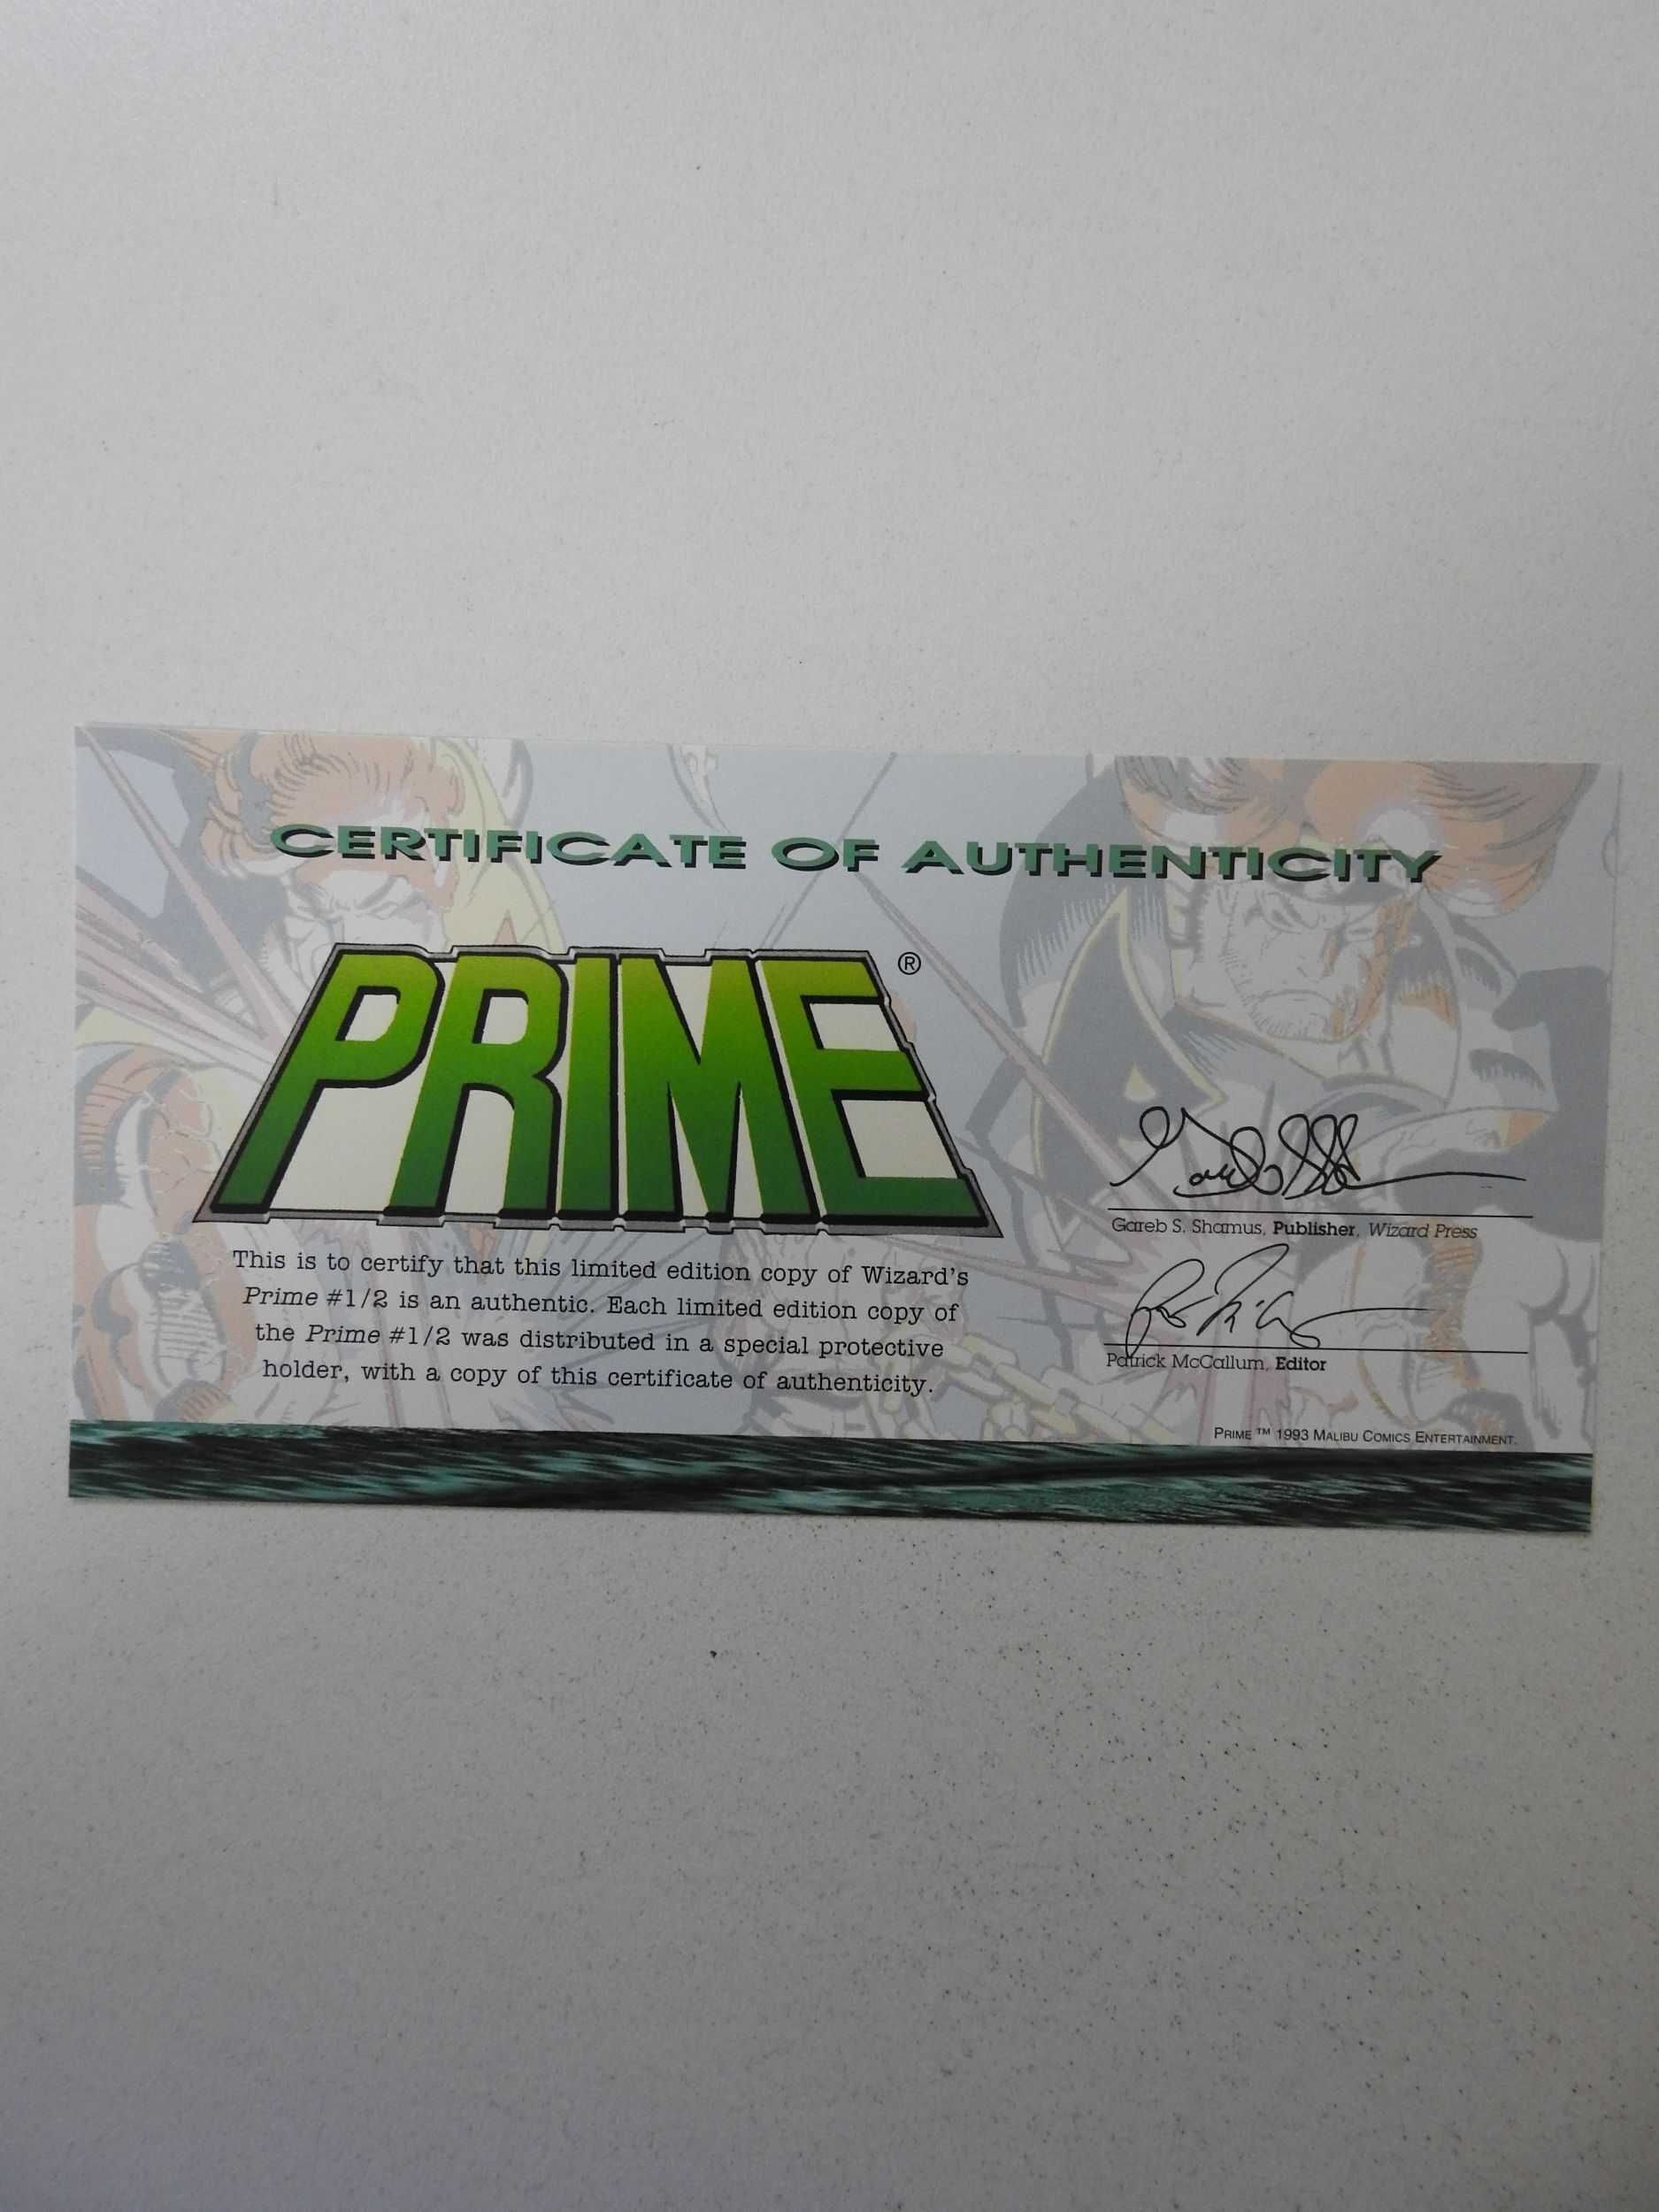 CERTIFICATE OF AUTHENTICITY
PRIME®
This is to certify that this limited edition copy of Wizard's
Prime #1/2 is an authentic. Each limited edition copy of
the Prime #1/2 was distributed in a special protective
holder, with a copy of this certificate of authenticity.
Gareb S. Shamus, Publisher, Wizard Press
Patrick McCallum, Editor
PRIME ™ 1993 MALIBU COMICS ENTERTAINMENT.